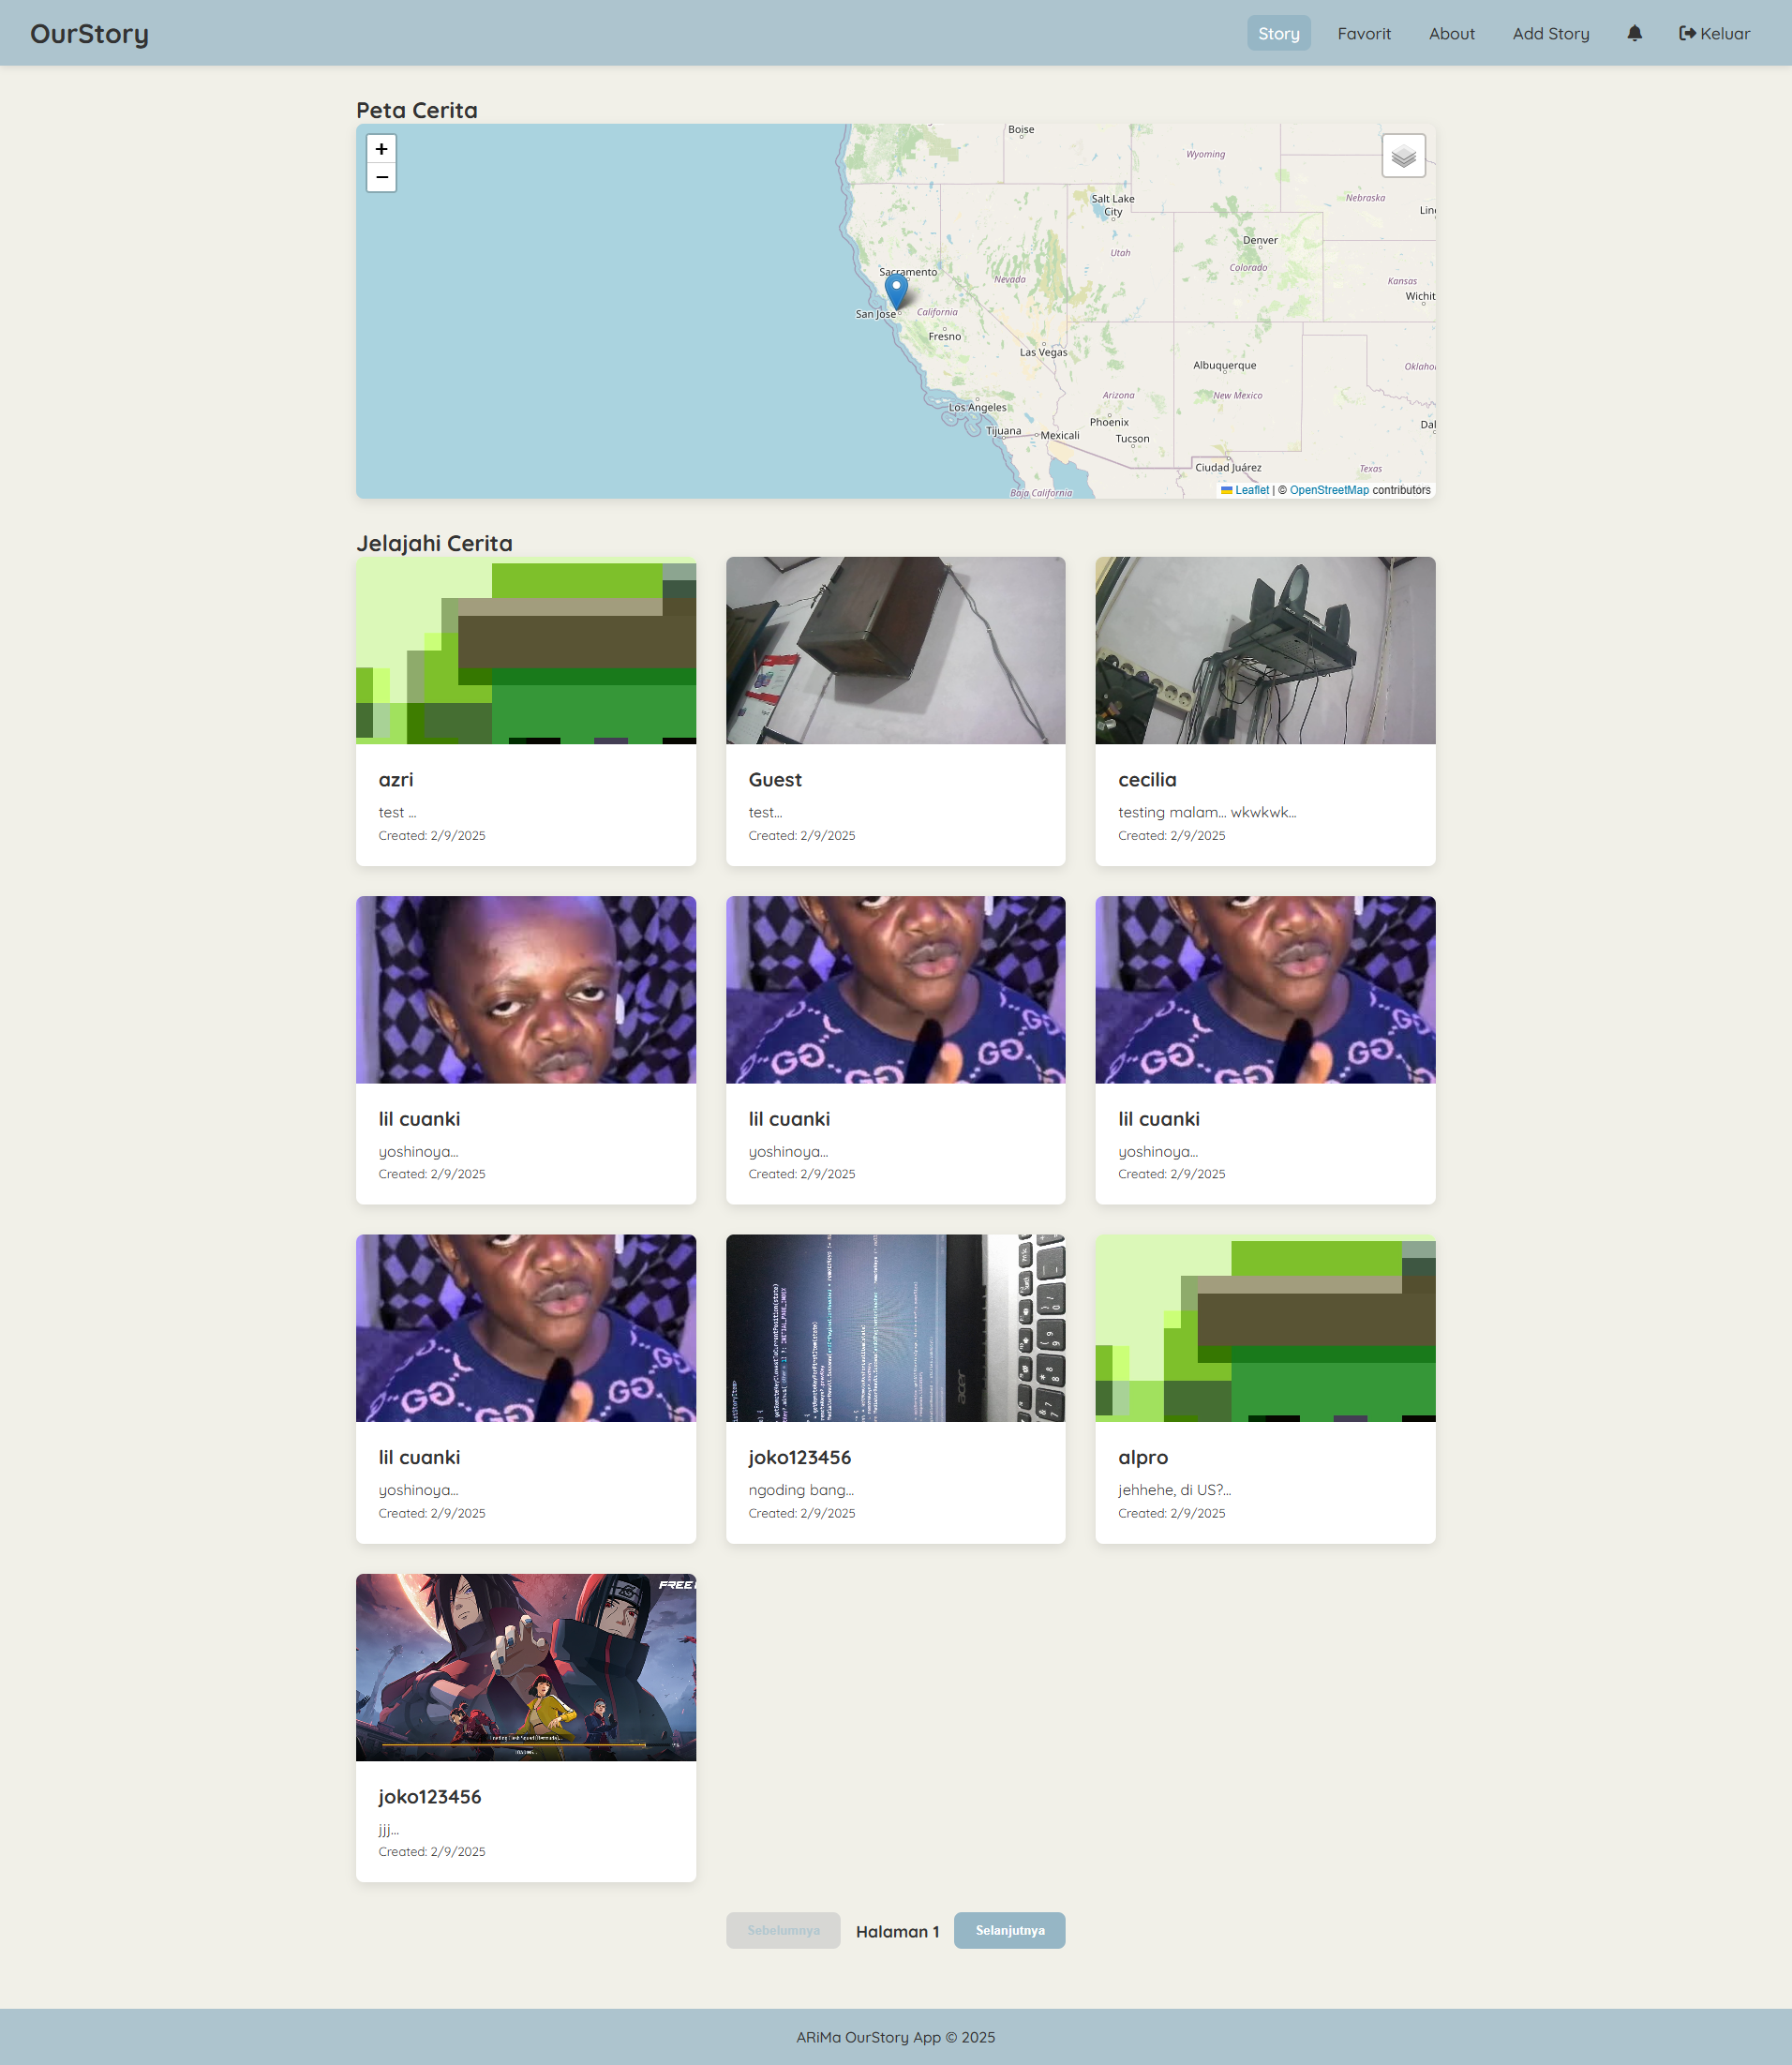 OurStory
Story
Favorit
About
Add Story
Keluar
Peta Cerita
+
−
Boise
Wyoming
Salt Lake
City
Nebraska
Denver
Utah
Colorado
Sacramento
Nevada
Kansas
Wichit
San Jose
California
Fresno
Las Vegas
Albuquerque
Arizona
New Mexico
Los Angeles
Phoenix
Tijuana
Mexicali
Tucson
Ciudad Juárez
Texas
Baja California
Leaflet | © OpenStreetMap contributors
Jelajahi Cerita
azri
test ...
Created: 2/9/2025
Guest
test...
Created: 2/9/2025
cecilia
testing malam... wkwkwk...
Created: 2/9/2025
lil cuanki
yoshinoya...
Created: 2/9/2025
lil cuanki
yoshinoya...
Created: 2/9/2025
lil cuanki
yoshinoya...
Created: 2/9/2025
lil cuanki
yoshinoya...
Created: 2/9/2025
acer
joko123456
ngoding bang...
Created: 2/9/2025
alpro
jehhehe, di US?...
Created: 2/9/2025
FREE
joko123456
jjj...
Created: 2/9/2025
Sebelumnya
Halaman 1
Selanjutnya
ARiMa OurStory App © 2025